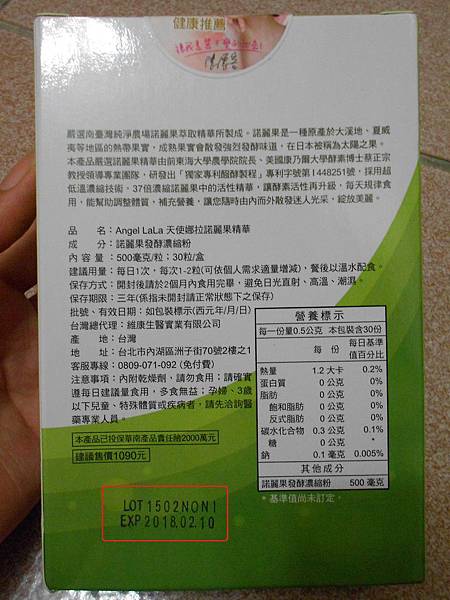 健康推薦
嚴選南臺灣純淨農場諾麗果萃取精華所製成。諾麗果是一種原產於大溪地、夏威
夷等地區的熱帶果實，成熟果實會散發強烈發酵味道，在日本被稱為太陽之果。
本產品嚴選諾麗果精華由前東海大學農學院院長、美國康乃爾大學酵素博士蔡正宗
教授領導專業團隊，研發出「獨家專利醱酵製程」專利字號第I448251號，採用超
低溫濃縮技術，37倍濃縮諾麗果中的活性精華，讓酵素活性再升級，每天規律食
用，能幫助調整體質，補充營養，讓您隨時由內而外散發迷人光采，綻放美麗。
品　　名：Angel LaLa 天使娜拉諾麗果精華
成　　分：諾麗果發酵濃縮粉
內 容 量：500毫克/粒；30粒/盒
建議用量：每日1次，每次1-2粒(可依個人需求適量增減)，餐後以溫水配食。
保存方式：開封後請於2個月內食用完畢，避免日光直射、高溫、潮濕。
保存期限：三年(係指未開封請正常狀態下之保存)
批號、有效日期：如包裝標示(西元年/月/日)
台灣總代理：維康生醫實業有限公司
產　　地：台灣
地　　址：台北市內湖區洲子街70號2樓之1
客服專線：0809-071-092 (免付費)
注意事項：內附乾燥劑，請勿食用；請確實
遵每日建議量食用，多食無益；孕婦、3歲
以下兒童、特殊體質或疾病者，請先洽詢醫
藥專業人員。
本產品已投保華南產品責任險2000萬元
建議售價1090元
營養標示
每一份量0.5公克　本包裝含30份
每　份　每日基準值百分比
熱量　1.2 大卡　0.2%
蛋白質　0 公克　0%
脂肪　0 公克　0%
飽和脂肪　0 公克　0%
反式脂肪　0 公克　0%
碳水化合物　0.3 公克　0.1%
糖　0 公克　*
鈉　0.1 毫克　0.005%
其他成分
諾麗果發酵濃縮粉　500 毫克
* 基準值尚未訂定。
LOT 1502NON1
EXP 2018.02.10